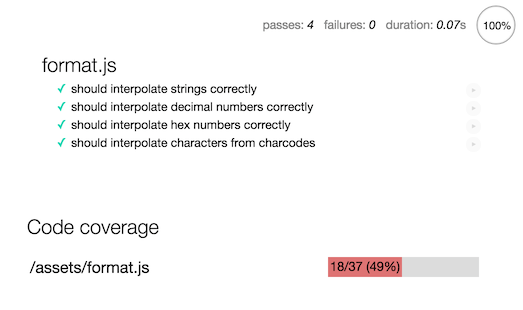 passes: 4 failures: 0 duration: 0.07s 100%
format.js
✓ should interpolate strings correctly
✓ should interpolate decimal numbers correctly
✓ should interpolate hex numbers correctly
✓ should interpolate characters from charcodes
Code coverage
/assets/format.js 18/37 (49%)